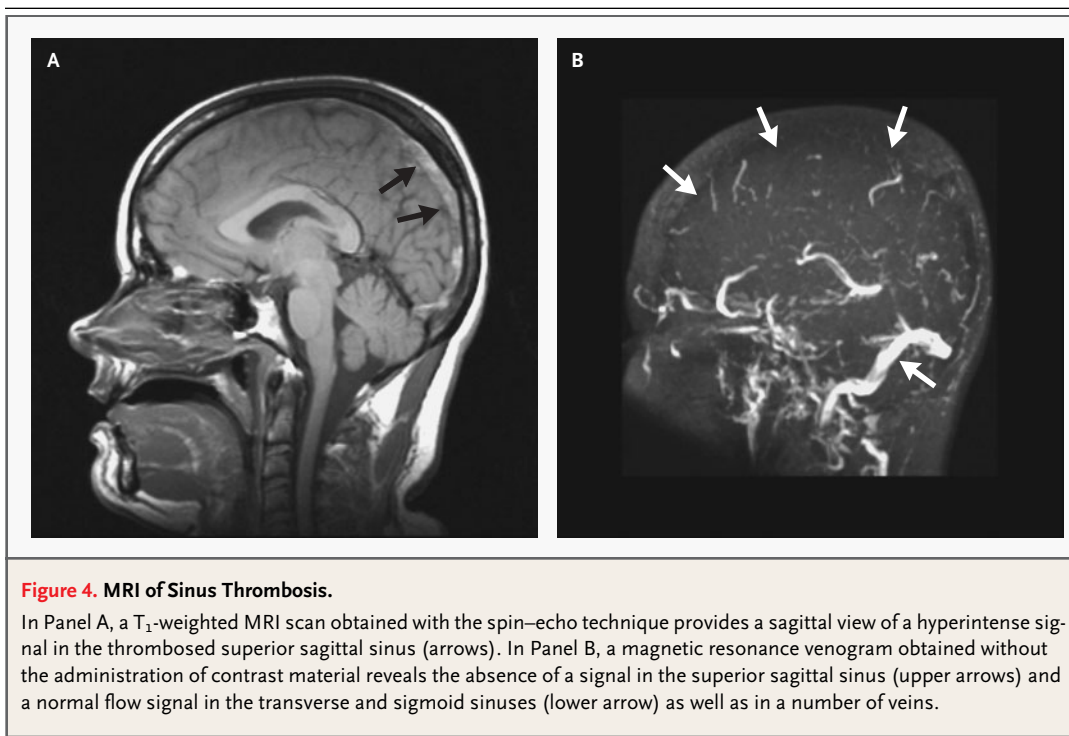 A
B
Figure 4. MRI of Sinus Thrombosis.
In Panel A, a T₁-weighted MRI scan obtained with the spin–echo technique provides a sagittal view of a hyperintense sig-
nal in the thrombosed superior sagittal sinus (arrows). In Panel B, a magnetic resonance venogram obtained without
the administration of contrast material reveals the absence of a signal in the superior sagittal sinus (upper arrows) and
a normal flow signal in the transverse and sigmoid sinuses (lower arrow) as well as in a number of veins.